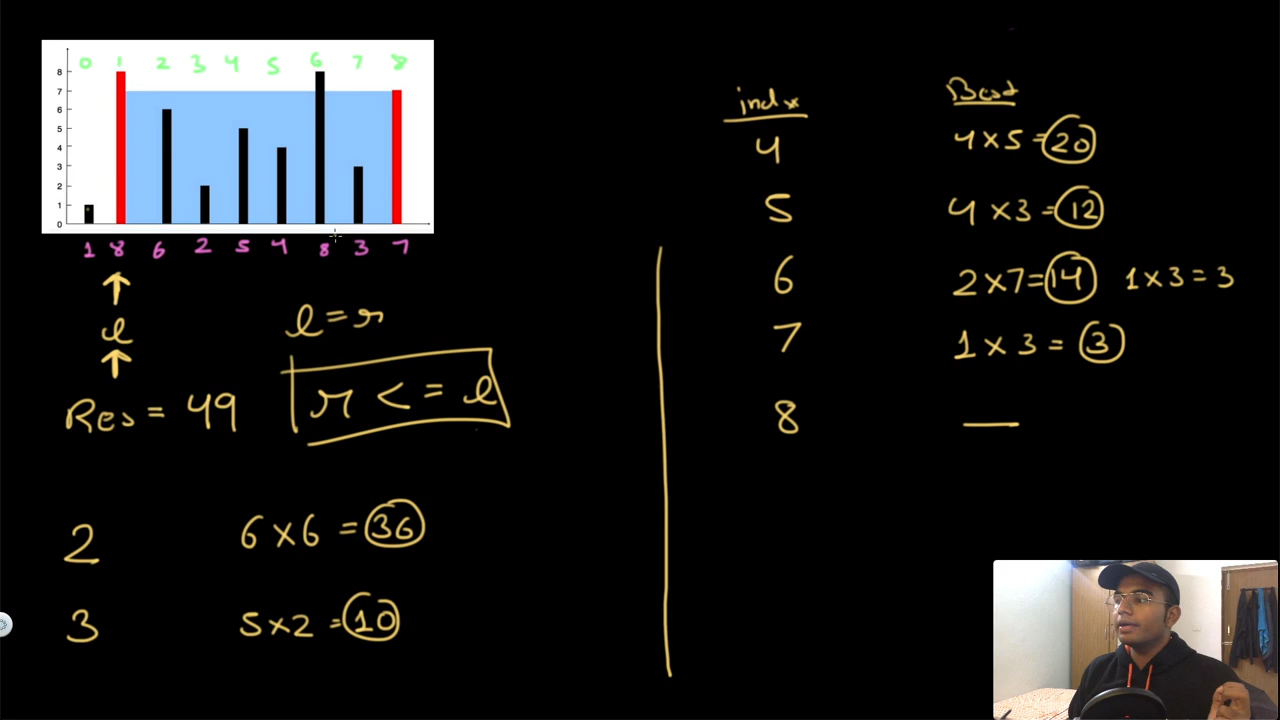 0 1 2 3 4 5 6 7 8
8
7
6
5
4
3
2
1
0
1 8 6 2 5 4 8 3 7
l
l = r
Res = 49
r <= l
2 6×6 = 36
3 5×2 = 10
indx Best
4 4×5 = 20
5 4×3 = 12
6 2×7 = 14 1×3 = 3
7 1×3 = 3
8 —